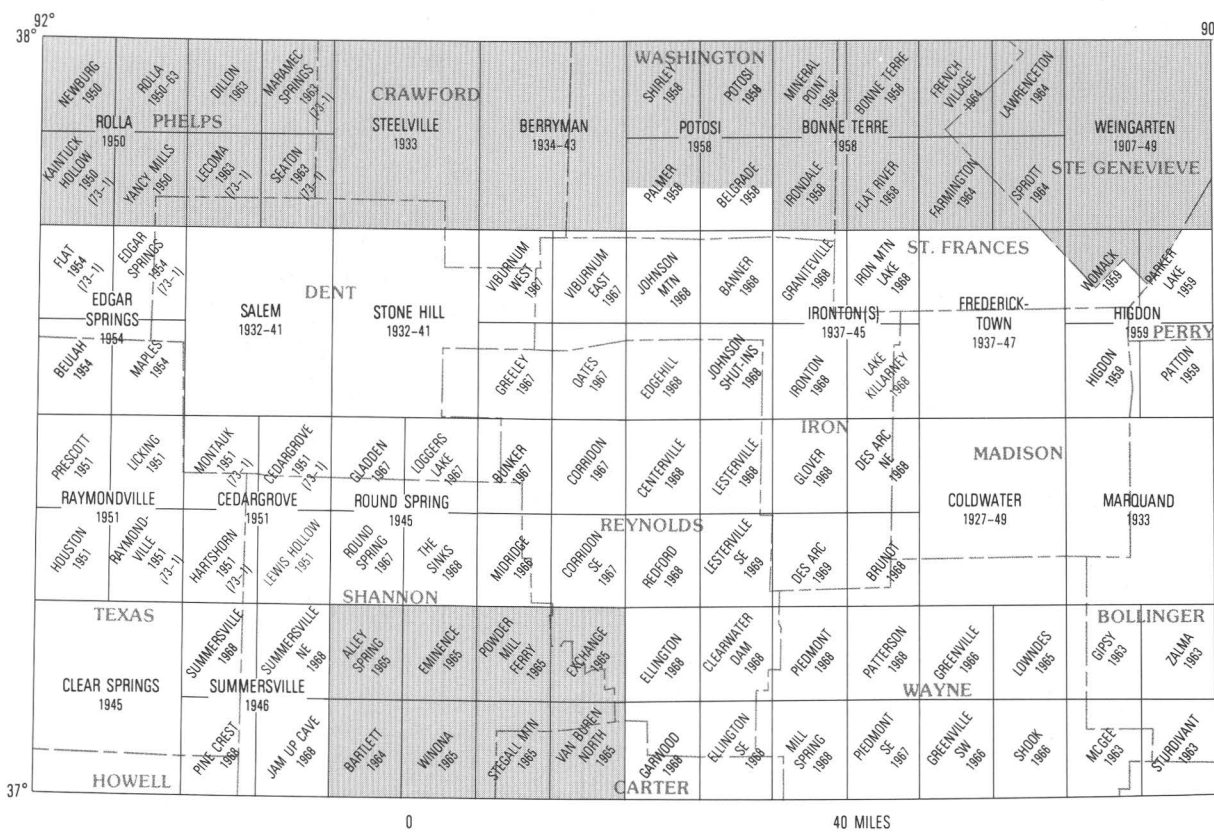 92°
90
38°
NEWBURG
1950
ROLLA
1950-63
DILLON
1963
MARAMEC
SPRINGS
1963
(73-1)
WASHINGTON
SHIRLEY
1958
POTOSI
1958
MINERAL
POINT
1958
BONNE TERRE
1958
FRENCH
VILLAGE
1964
LAWRENCETON
1964
CRAWFORD
ROLLA
1950
PHELPS
STEELVILLE
1933
BERRYMAN
1934-43
POTOSI
1958
BONNE TERRE
1958
WEINGARTEN
1907-49
STE GENEVIEVE
KAINTUCK
HOLLOW
1950
(73-1)
YANCY MILLS
1950
LECOMA
1963
(73-1)
SEATON
1963
(73-1)
PALMER
1958
BELGRADE
1958
IRONDALE
1958
FLAT RIVER
1958
FARMINGTON
1964
SPROTT
1964
FLAT
1954
(73-1)
EDGAR
SPRINGS
1954
(73-1)
VIBURNUM
WEST
1967
VIBURNUM
EAST
1967
JOHNSON
MTN
1968
BANNER
1968
GRANITEVILLE
1968
IRON MTN
LAKE
1968
ST. FRANCES
WOMACK
1959
PARKER
LAKE
1959
DENT
EDGAR
SPRINGS
1954
SALEM
1932-41
STONE HILL
1932-41
IRONTON(S)
1937-45
FREDERICK-
TOWN
1937-47
HIGDON
1959
PERRY
BEULAH
1954
MAPLES
1954
GREELEY
1967
OATES
1967
EDGEHILL
1968
JOHNSON
SHUT-INS
1968
IRONTON
1968
LAKE
KILLARNEY
1968
HIGDON
1959
PATTON
1959
PRESCOTT
1951
LICKING
1951
MONTAUK
1951
(73-1)
CEDARGROVE
1951
(73-1)
GLADDEN
1967
LOGGERS
LAKE
1967
BUNKER
1967
CORRIDON
1967
CENTERVILLE
1968
LESTERVILLE
1968
IRON
GLOVER
1968
DES ARC
NE
1968
MADISON
RAYMONDVILLE
1951
CEDARGROVE
1951
ROUND SPRING
1945
COLDWATER
1927-49
MARQUAND
1933
REYNOLDS
HOUSTON
1951
RAYMOND-
VILLE
1951
(73-1)
HARTSHORN
1951
(73-1)
LEWIS HOLLOW
1951
ROUND
SPRING
1967
THE
SINKS
1968
MIDRIDGE
1966
CORRIDON
SE
1967
REDFORD
1968
LESTERVILLE
SE
1969
DES ARC
1969
BRUNOT
1968
SHANNON
TEXAS
SUMMERSVILLE
1968
SUMMERSVILLE
NE
1968
ALLEY
SPRING
1965
EMINENCE
1965
POWDER
MILL
FERRY
1965
EXCHANGE
1965
ELLINGTON
1968
CLEARWATER
DAM
1968
PIEDMONT
1968
PATTERSON
1968
GREENVILLE
1966
LOWNDES
1965
GIPSY
1963
BOLLINGER
ZALMA
1963
CLEAR SPRINGS
1945
SUMMERSVILLE
1946
WAYNE
PINE CREST
1968
JAM UP CAVE
1968
BARTLETT
1964
WINONA
1965
STEGALL MTN
1965
VAN BUREN
NORTH
1965
GARWOOD
1968
ELLINGTON
SE
1968
MILL
SPRING
1968
PIEDMONT
SE
1967
GREENVILLE
SW
1966
SHOOK
1966
MCGEE
1963
STURDIVANT
1963
37°
HOWELL
CARTER
0
40 MILES